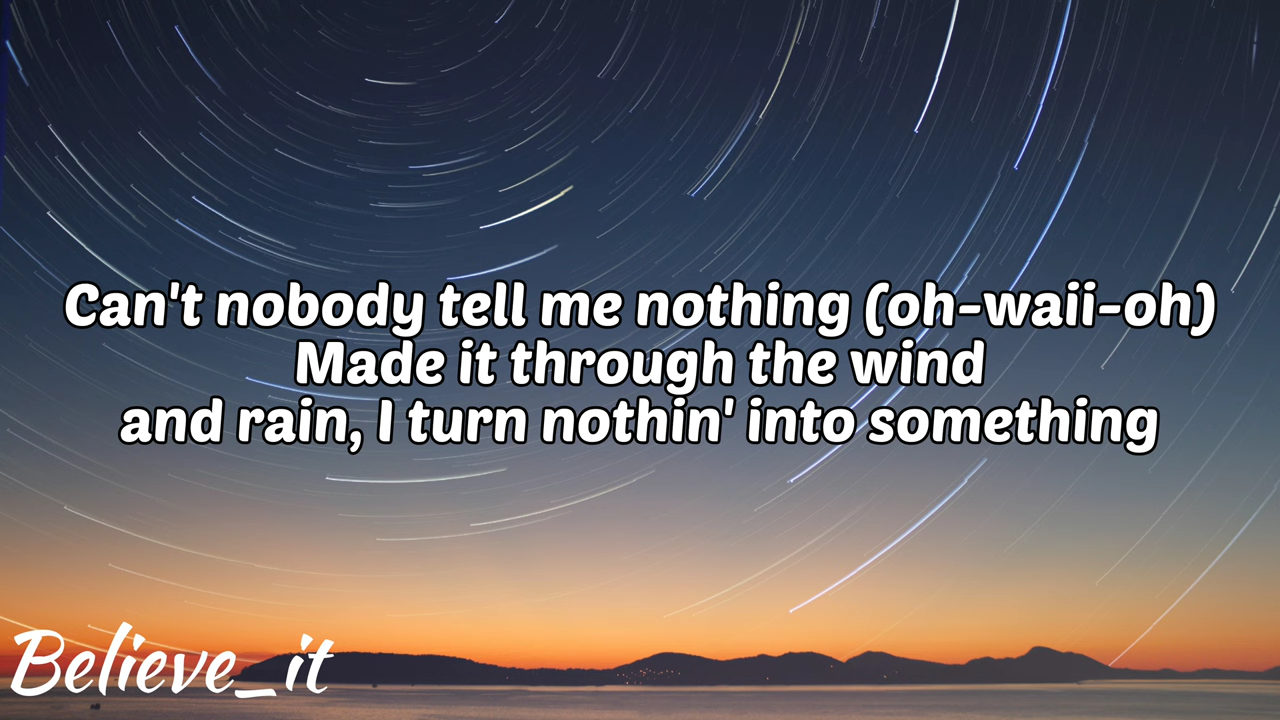 Can't nobody tell me nothing (oh-waii-oh)
Made it through the wind
and rain, I turn nothin' into something
Believe_it